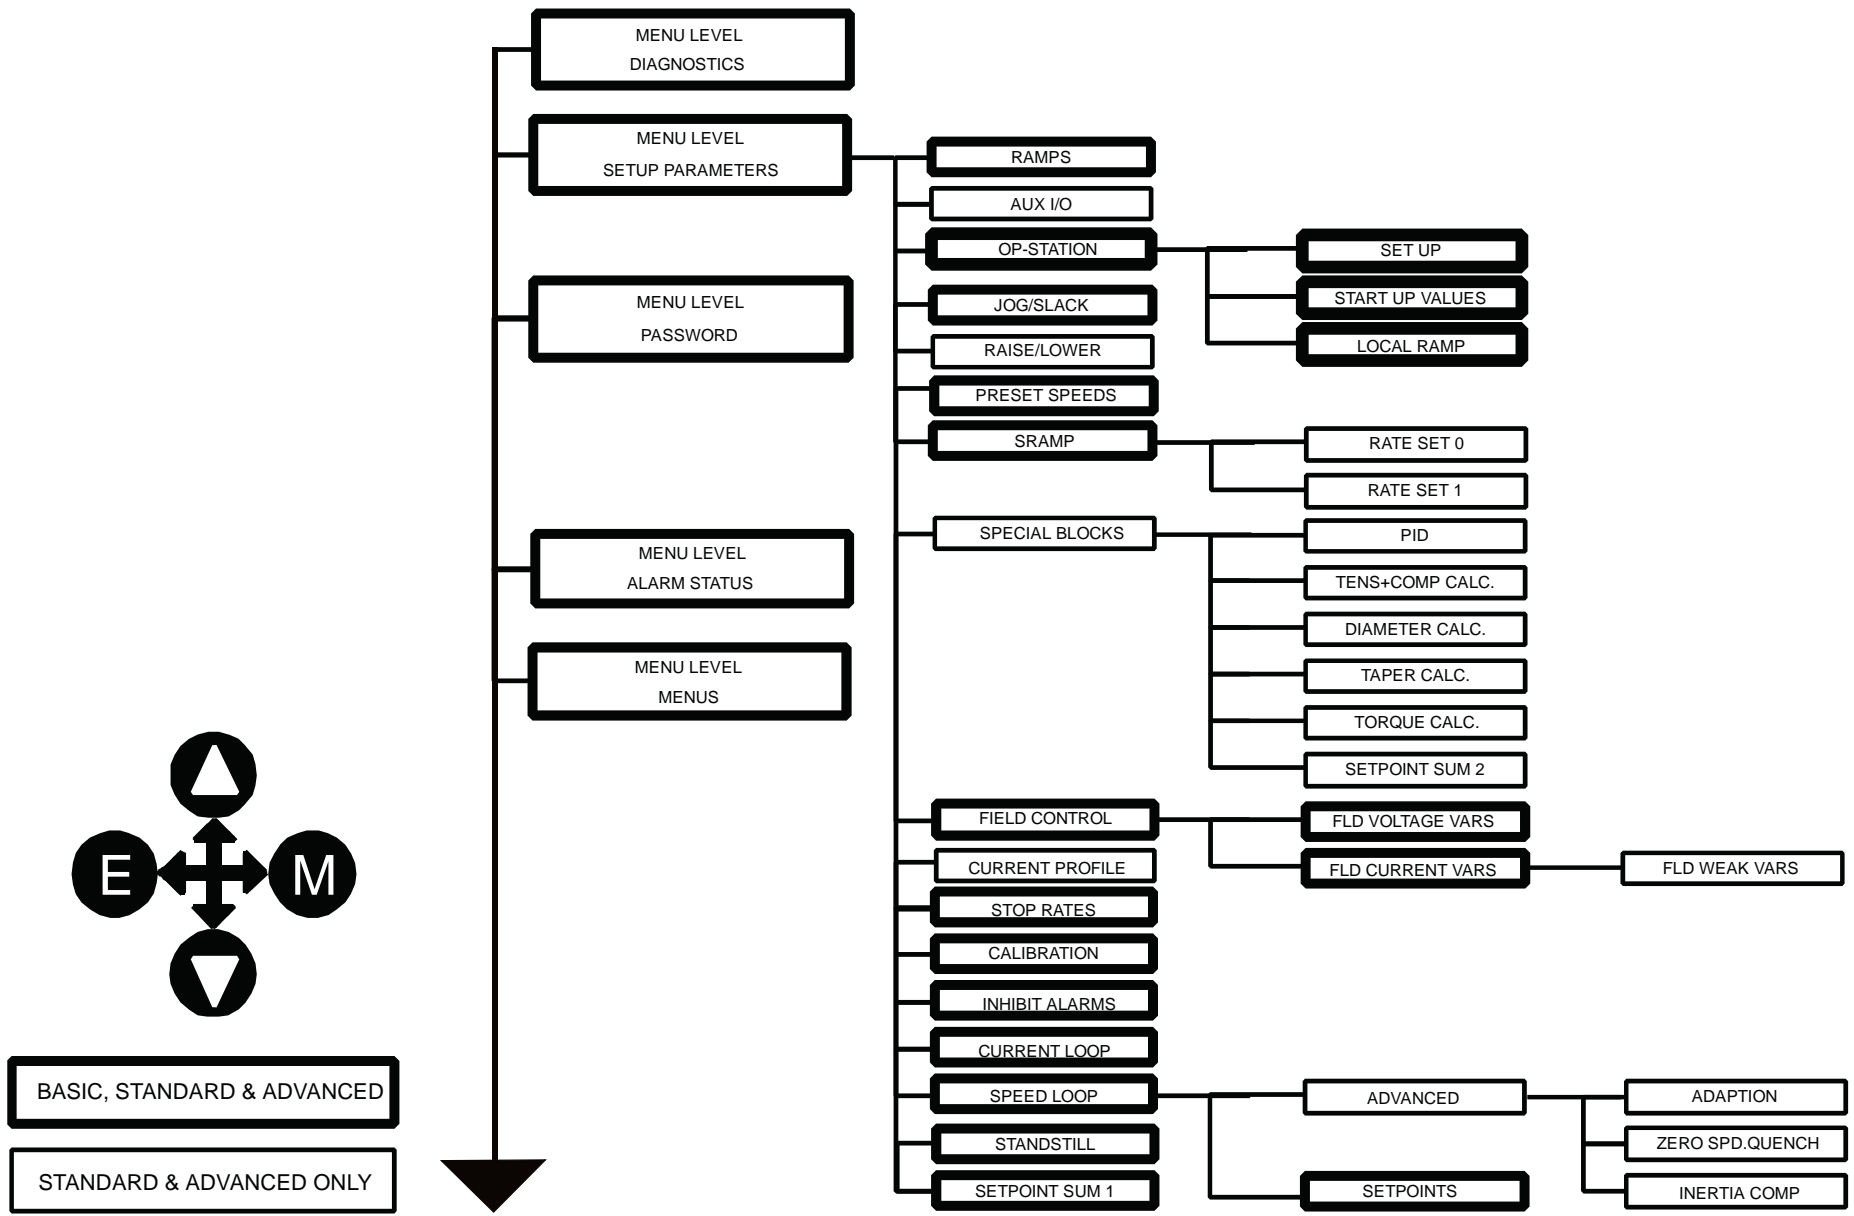 MENU LEVEL
DIAGNOSTICS
MENU LEVEL
SETUP PARAMETERS
MENU LEVEL
PASSWORD
MENU LEVEL
ALARM STATUS
MENU LEVEL
MENUS
RAMPS
AUX I/O
OP-STATION
SET UP
START UP VALUES
LOCAL RAMP
JOG/SLACK
RAISE/LOWER
PRESET SPEEDS
SRAMP
RATE SET 0
RATE SET 1
SPECIAL BLOCKS
PID
TENS+COMP CALC.
DIAMETER CALC.
TAPER CALC.
TORQUE CALC.
SETPOINT SUM 2
FIELD CONTROL
FLD VOLTAGE VARS
FLD CURRENT VARS
FLD WEAK VARS
CURRENT PROFILE
STOP RATES
CALIBRATION
INHIBIT ALARMS
CURRENT LOOP
SPEED LOOP
ADVANCED
ADAPTION
ZERO SPD.QUENCH
INERTIA COMP
SETPOINTS
STANDSTILL
SETPOINT SUM 1
E
M
BASIC, STANDARD & ADVANCED
STANDARD & ADVANCED ONLY